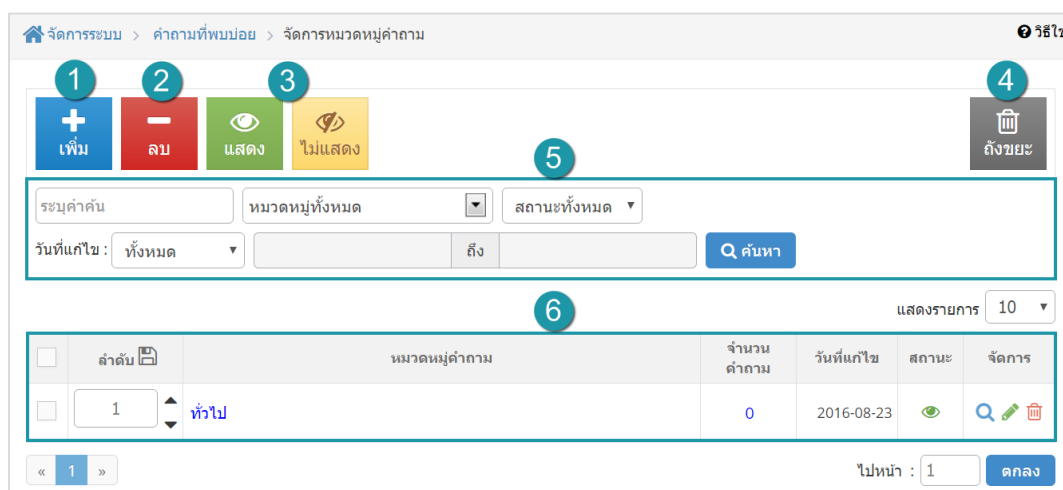 จัดการระบบ > คำถามที่พบบ่อย > จัดการหมวดหมู่คำถาม
1 2 3 4
เพิ่ม ลบ แสดง ไม่แสดง ถังขยะ
5
ระบุคำค้น หมวดหมู่ทั้งหมด สถานะทั้งหมด
วันที่แก้ไข : ทั้งหมด ถึง ค้นหา
6
แสดงรายการ 10
ลำดับ หมวดหมู่คำถาม จำนวน คำถาม วันที่แก้ไข สถานะ จัดการ
1 ทั่วไป 0 2016-08-23
« 1 » ไปหน้า : 1 ตกลง